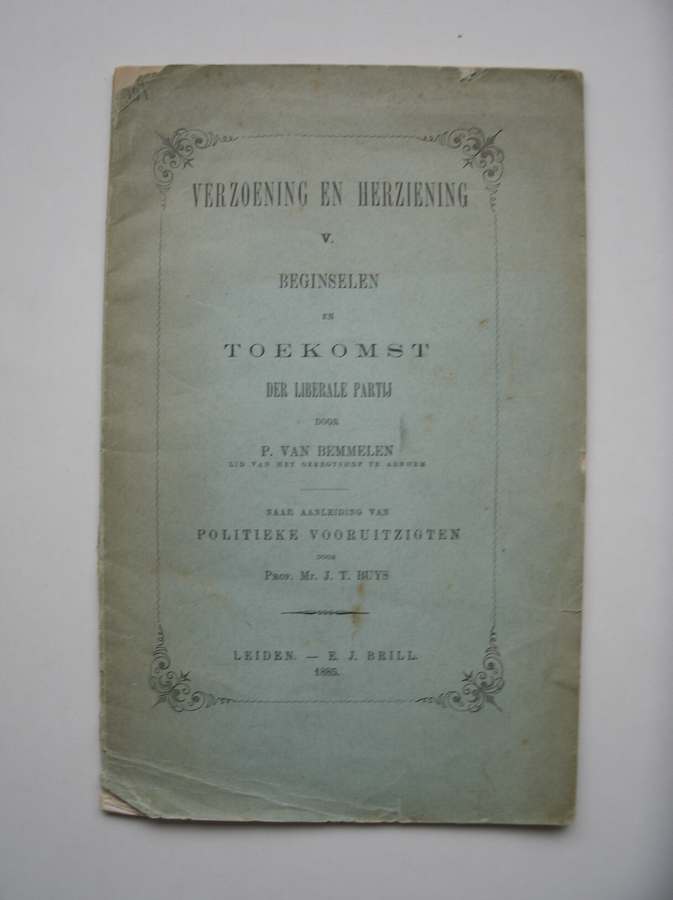 VERZOENING EN HERZIENING
V.
BEGINSELEN
EN
TOEKOMST
DER LIBERALE PARTIJ
DOOR
P. VAN BEMMELEN
LID VAN HET GEREGTSHOF TE ARNHEM
NAAR AANLEIDING VAN
POLITIEKE VOORUITZIGTEN
DOOR
PROF. MR. J. T. BUYS
LEIDEN. — E. J. BRILL.
1885.